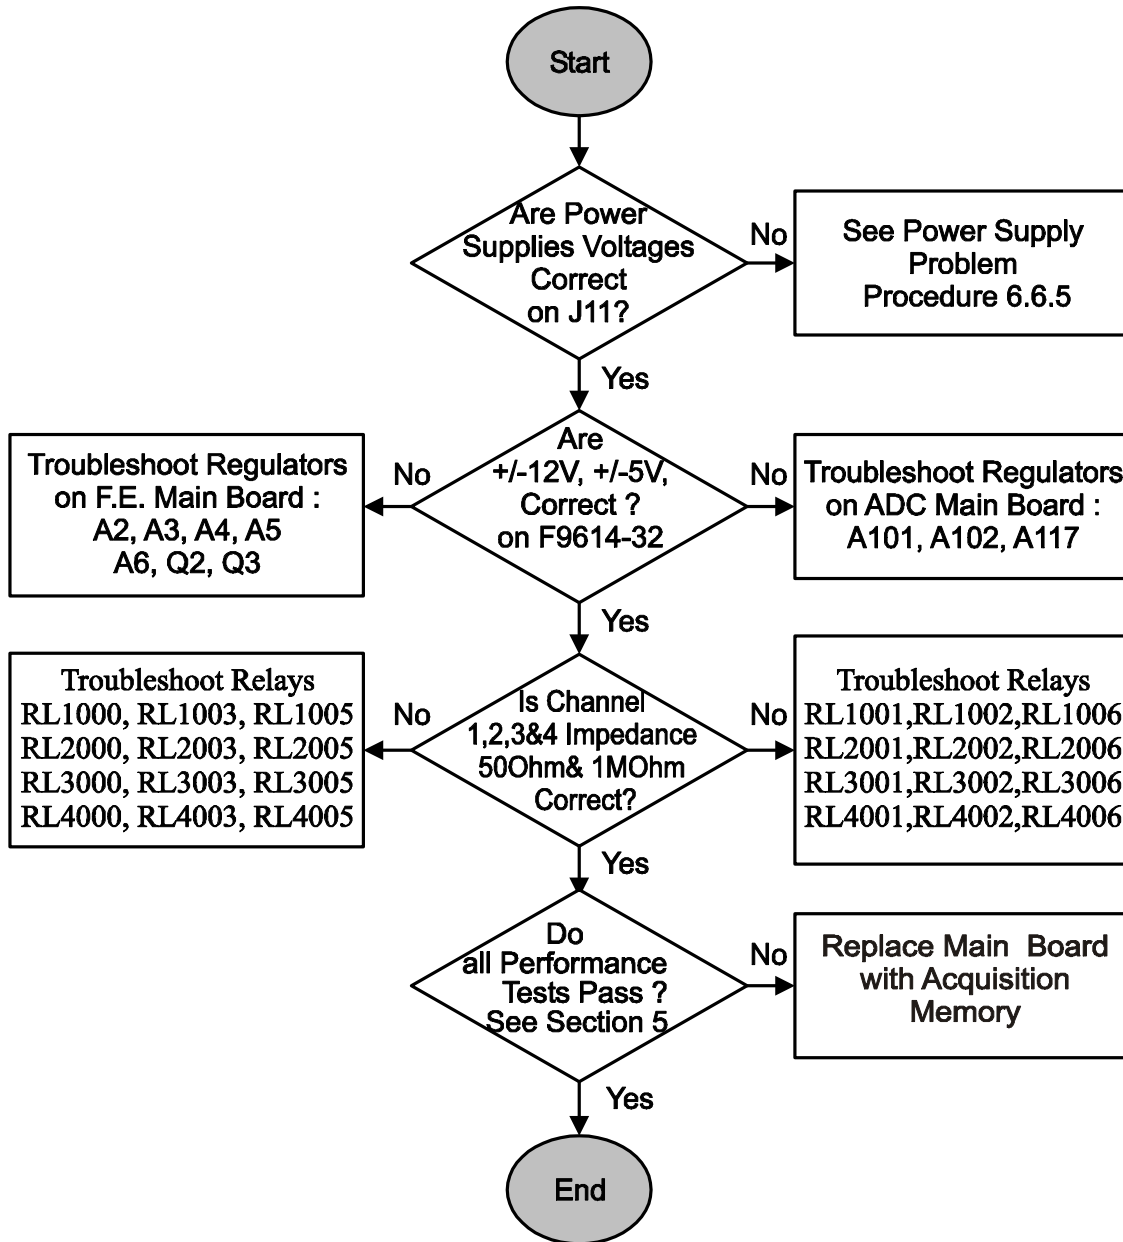 Start
Are Power
Supplies Voltages
Correct
on J11?
No
See Power Supply
Problem
Procedure 6.6.5
Yes
Troubleshoot Regulators
on F.E. Main Board :
A2, A3, A4, A5
A6, Q2, Q3
No
Are
+/-12V, +/-5V,
Correct ?
on F9614-32
No
Troubleshoot Regulators
on ADC Main Board :
A101, A102, A117
Yes
Troubleshoot Relays
RL1000, RL1003, RL1005
RL2000, RL2003, RL2005
RL3000, RL3003, RL3005
RL4000, RL4003, RL4005
No
Is Channel
1,2,3&4 Impedance
50Ohm& 1MOhm
Correct?
No
Troubleshoot Relays
RL1001,RL1002,RL1006
RL2001,RL2002,RL2006
RL3001,RL3002,RL3006
RL4001,RL4002,RL4006
Yes
Do
all Performance
Tests Pass ?
See Section 5
No
Replace Main Board
with Acquisition
Memory
Yes
End